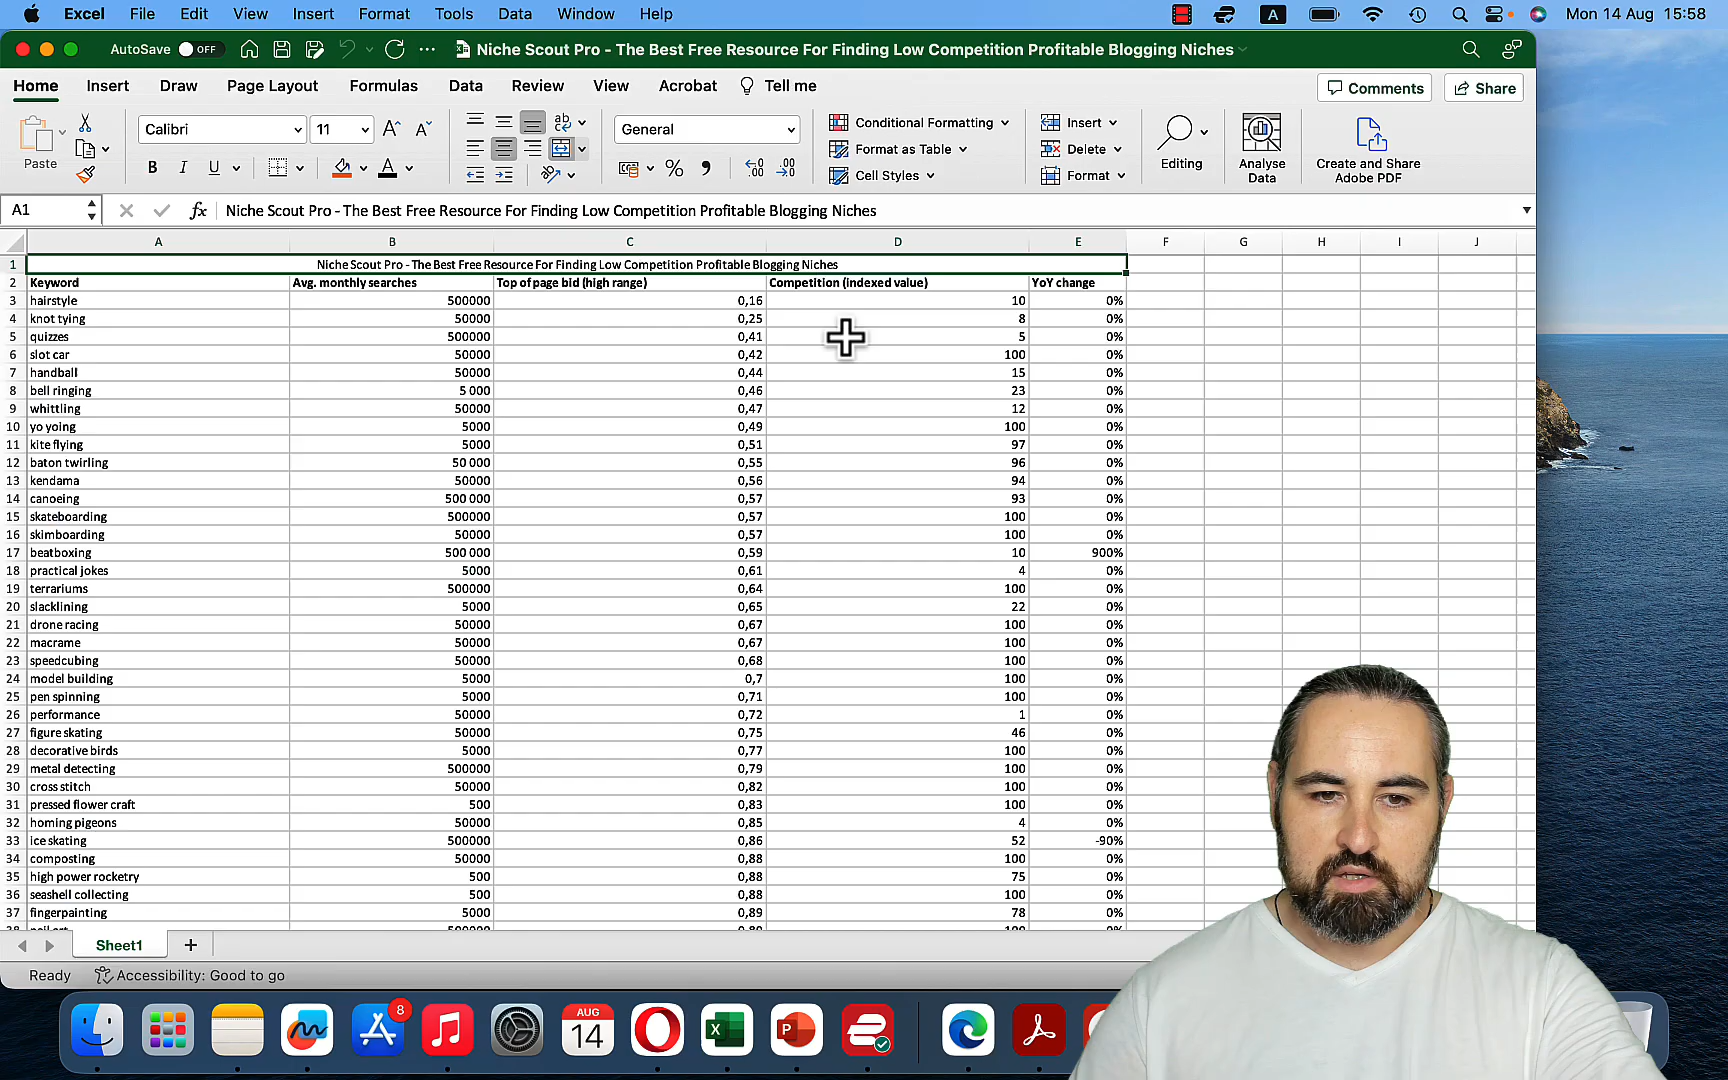 Excel File Edit View Insert Format Tools Data Window Help A Mon 14 Aug 15:58
AutoSave OFF Niche Scout Pro - The Best Free Resource For Finding Low Competition Profitable Blogging Niches
Home Insert Draw Page Layout Formulas Data Review View Acrobat Tell me Comments Share
Paste Calibri 11 General Conditional Formatting Format as Table Cell Styles Insert Delete Format Editing Analyse Data Create and Share Adobe PDF
A1 fx Niche Scout Pro - The Best Free Resource For Finding Low Competition Profitable Blogging Niches
A B C D E F G H I J
1 Niche Scout Pro - The Best Free Resource For Finding Low Competition Profitable Blogging Niches
2 Keyword Avg. monthly searches Top of page bid (high range) Competition (indexed value) YoY change
3 hairstyle 500000 0,16 10 0%
4 knot tying 50000 0,25 8 0%
5 quizzes 500000 0,41 5 0%
6 slot car 50000 0,42 100 0%
7 handball 50000 0,44 15 0%
8 bell ringing 5 000 0,46 23 0%
9 whittling 50000 0,47 12 0%
10 yo yoing 5000 0,49 100 0%
11 kite flying 5000 0,51 97 0%
12 baton twirling 50 000 0,55 96 0%
13 kendama 50000 0,56 94 0%
14 canoeing 500 000 0,57 93 0%
15 skateboarding 500000 0,57 100 0%
16 skimboarding 50000 0,57 100 0%
17 beatboxing 500 000 0,59 10 900%
18 practical jokes 5000 0,61 4 0%
19 terrariums 500000 0,64 100 0%
20 slacklining 5000 0,65 22 0%
21 drone racing 50000 0,67 100 0%
22 macrame 50000 0,67 100 0%
23 speedcubing 50000 0,68 100 0%
24 model building 5000 0,7 100 0%
25 pen spinning 5000 0,71 100 0%
26 performance 50000 0,72 1 0%
27 figure skating 50000 0,75 46 0%
28 decorative birds 5000 0,77 100 0%
29 metal detecting 500000 0,79 100 0%
30 cross stitch 50000 0,82 100 0%
31 pressed flower craft 500 0,83 100 0%
32 homing pigeons 50000 0,85 4 0%
33 ice skating 500000 0,86 52 -90%
34 composting 50000 0,88 100 0%
35 high power rocketry 500 0,88 75 0%
36 seashell collecting 500 0,88 100 0%
37 fingerpainting 5000 0,89 78 0%
Sheet1
Ready Accessibility: Good to go
8
AUG
14